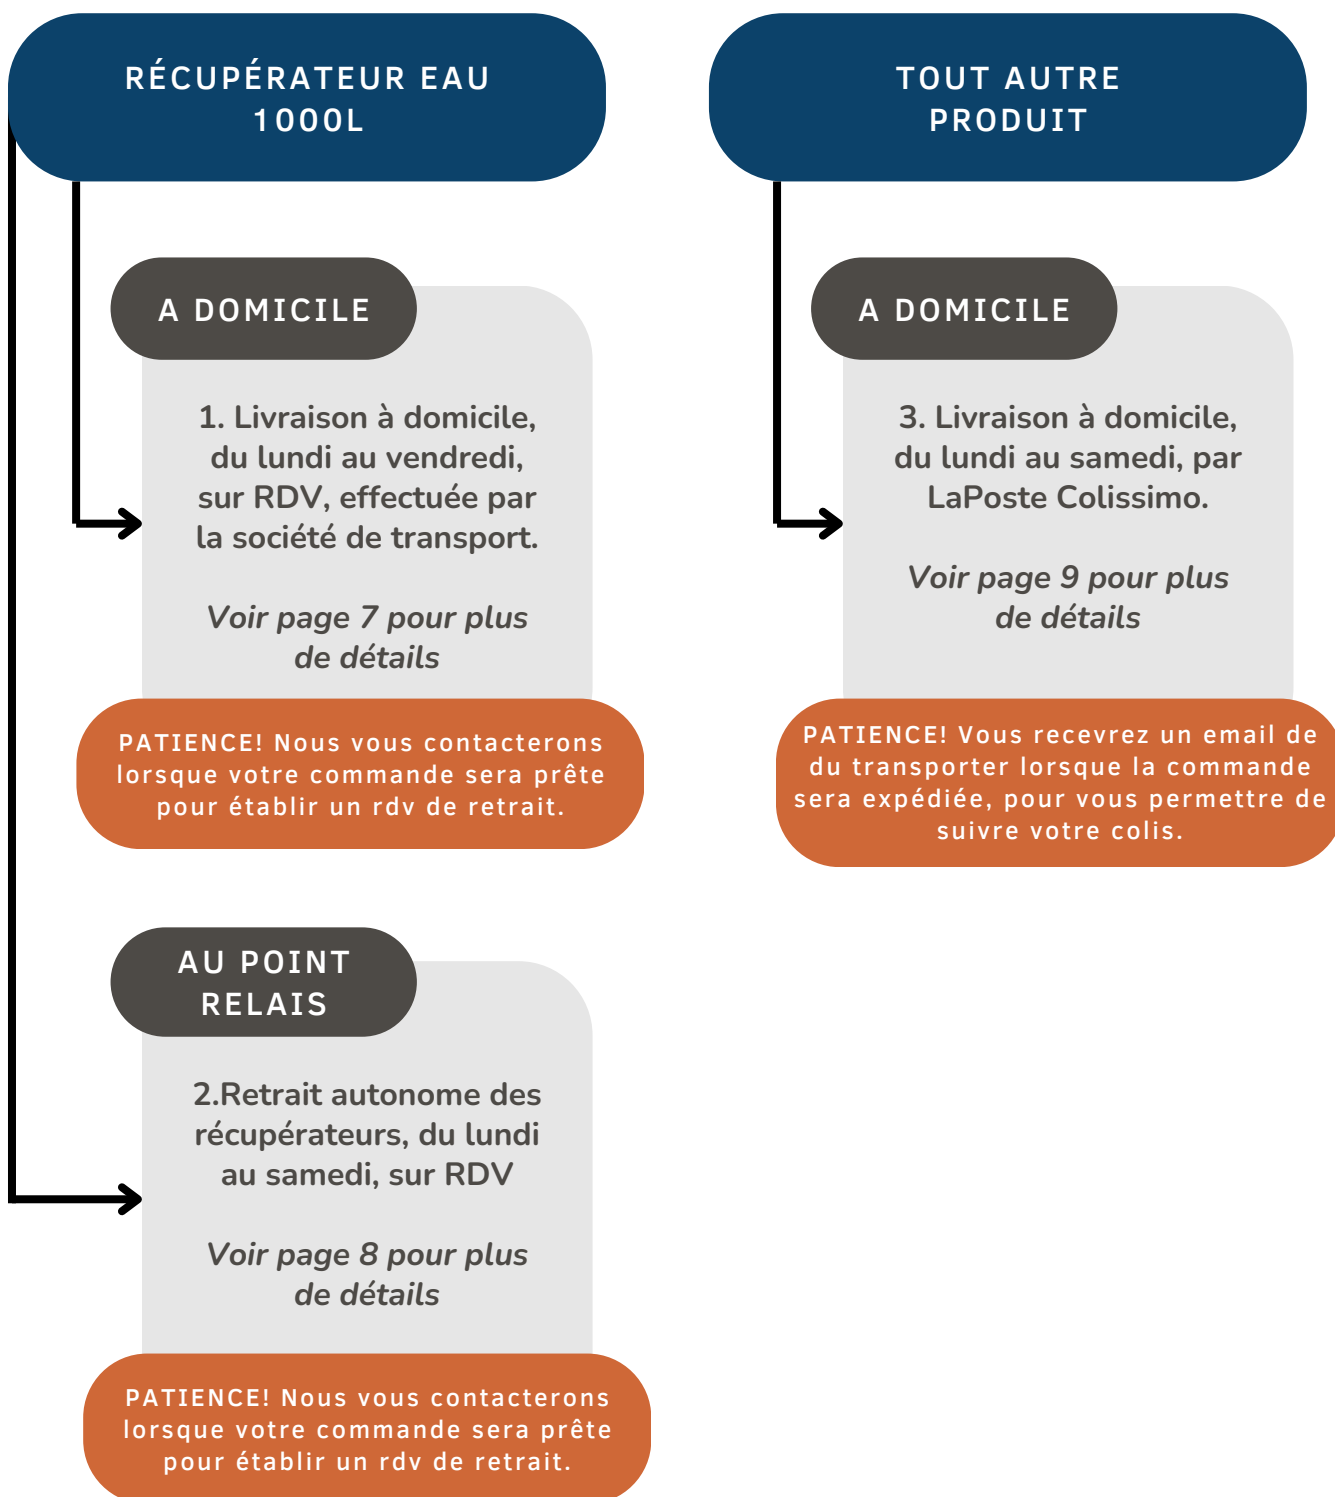 RÉCUPÉRATEUR EAU
1000L
A DOMICILE
1. Livraison à domicile,
du lundi au vendredi,
sur RDV, effectuée par
la société de transport.
Voir page 7 pour plus
de détails
PATIENCE! Nous vous contacterons
lorsque votre commande sera prête
pour établir un rdv de retrait.
AU POINT
RELAIS
2.Retrait autonome des
récupérateurs, du lundi
au samedi, sur RDV
Voir page 8 pour plus
de détails
PATIENCE! Nous vous contacterons
lorsque votre commande sera prête
pour établir un rdv de retrait.
TOUT AUTRE
PRODUIT
A DOMICILE
3. Livraison à domicile,
du lundi au samedi, par
LaPoste Colissimo.
Voir page 9 pour plus
de détails
PATIENCE! Vous recevrez un email de
du transporter lorsque la commande
sera expédiée, pour vous permettre de
suivre votre colis.